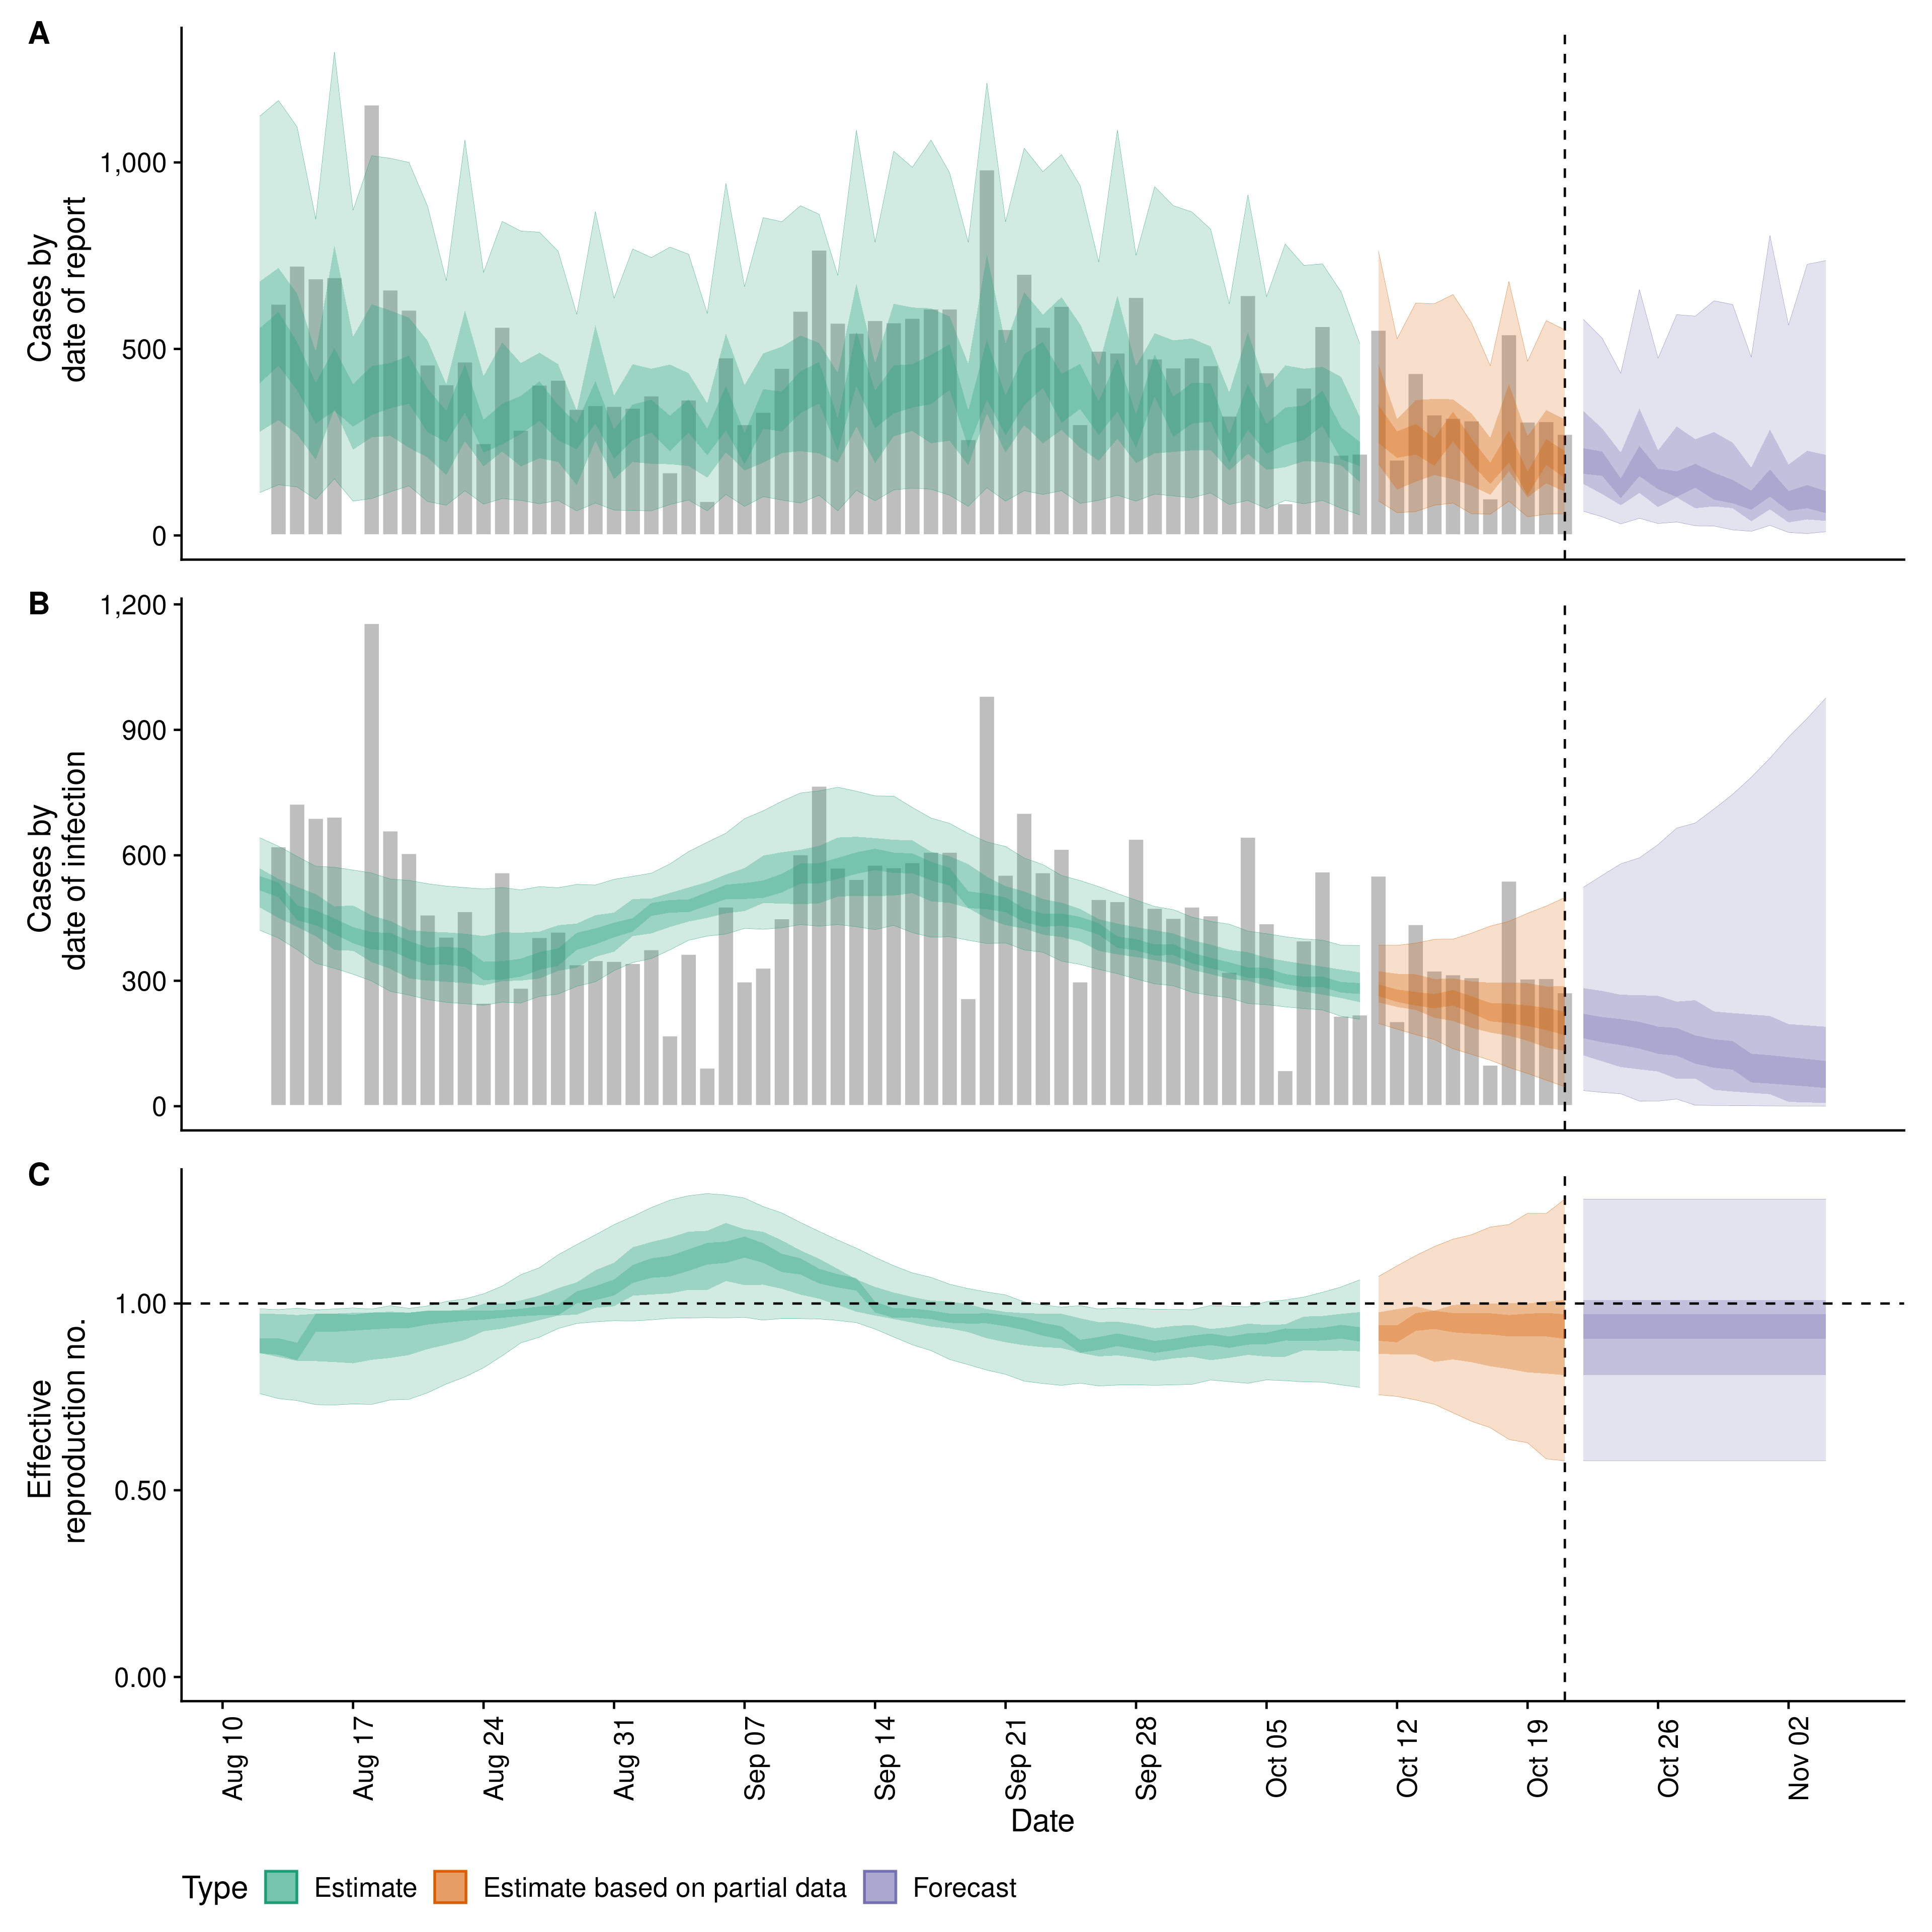 A
Cases by
date of report
1,000
500
0
B
Cases by
date of infection
1,200
900
600
300
0
C
Effective
reproduction no.
1.00
0.50
0.00
Aug 10
Aug 17
Aug 24
Aug 31
Sep 07
Sep 14
Sep 21
Sep 28
Oct 05
Oct 12
Oct 19
Oct 26
Nov 02
Date
Type Estimate Estimate based on partial data Forecast